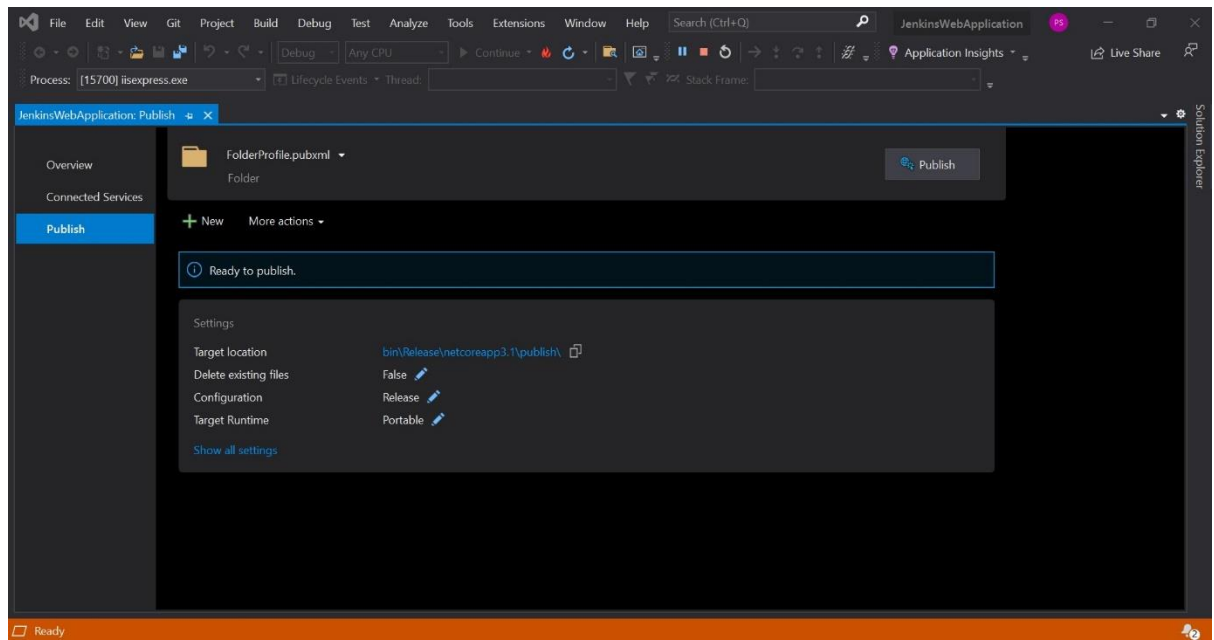 File Edit View Git Project Build Debug Test Analyze Tools Extensions Window Help Search (Ctrl+Q) JenkinsWebApplication PS
Debug Any CPU Continue Application Insights Live Share
Process: [15700] iisexpress.exe Lifecycle Events Thread: Stack Frame:
JenkinsWebApplication: Publish
Solution Explorer
Overview
Connected Services
Publish
FolderProfile.pubxml
Folder
Publish
New More actions
Ready to publish.
Settings
Target location bin\Release\netcoreapp3.1\publish\
Delete existing files False
Configuration Release
Target Runtime Portable
Show all settings
Ready 2